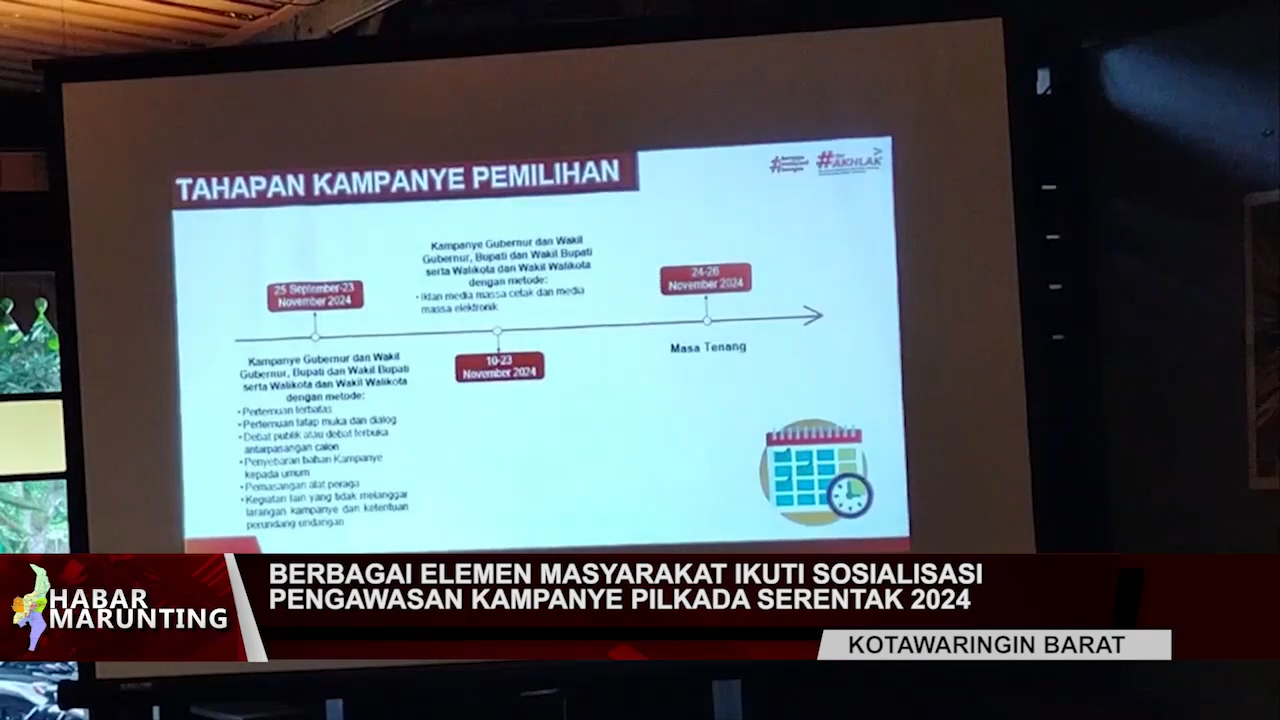 TAHAPAN KAMPANYE PEMILIHAN
#AKHLAK
Kampanye Gubernur dan Wakil
Gubernur, Bupati dan Wakil Bupati
serta Walikota dan Wakil Walikota
dengan metode:
• Iklan media massa cetak dan media
massa elektronik
25 September-23
November 2024
24-26
November 2024
10-23
November 2024
Masa Tenang
Kampanye Gubernur dan Wakil
Gubernur, Bupati dan Wakil Bupati
serta Walikota dan Wakil Walikota
dengan metode:
• Pertemuan terbatas
• Pertemuan tatap muka dan dialog
• Debat publik atau debat terbuka
antarpasangan calon
• Penyebaran bahan Kampanye
kepada umum
• Pemasangan alat peraga
• Kegiatan lain yang tidak melanggar
larangan kampanye dan ketentuan
perundang undangan
HABAR
MARUNTING
BERBAGAI ELEMEN MASYARAKAT IKUTI SOSIALISASI
PENGAWASAN KAMPANYE PILKADA SERENTAK 2024
KOTAWARINGIN BARAT